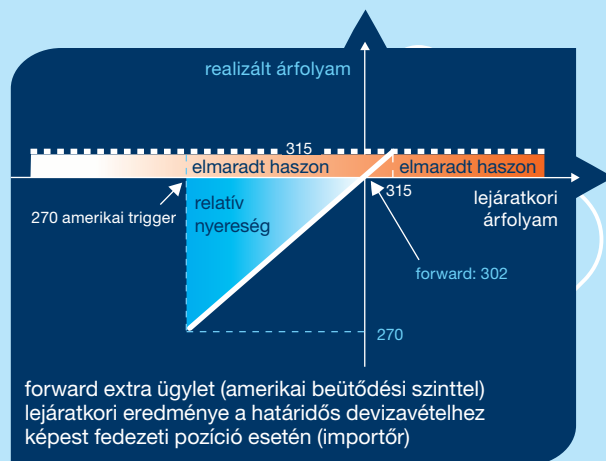 realizált árfolyam
315
elmaradt haszon
elmaradt haszon
315
lejáratkori
árfolyam
270 amerikai trigger
relatív
nyereség
forward: 302
270
forward extra ügylet (amerikai beütődési szinttel)
lejáratkori eredménye a határidős devizavételhez
képest fedezeti pozíció esetén (importőr)